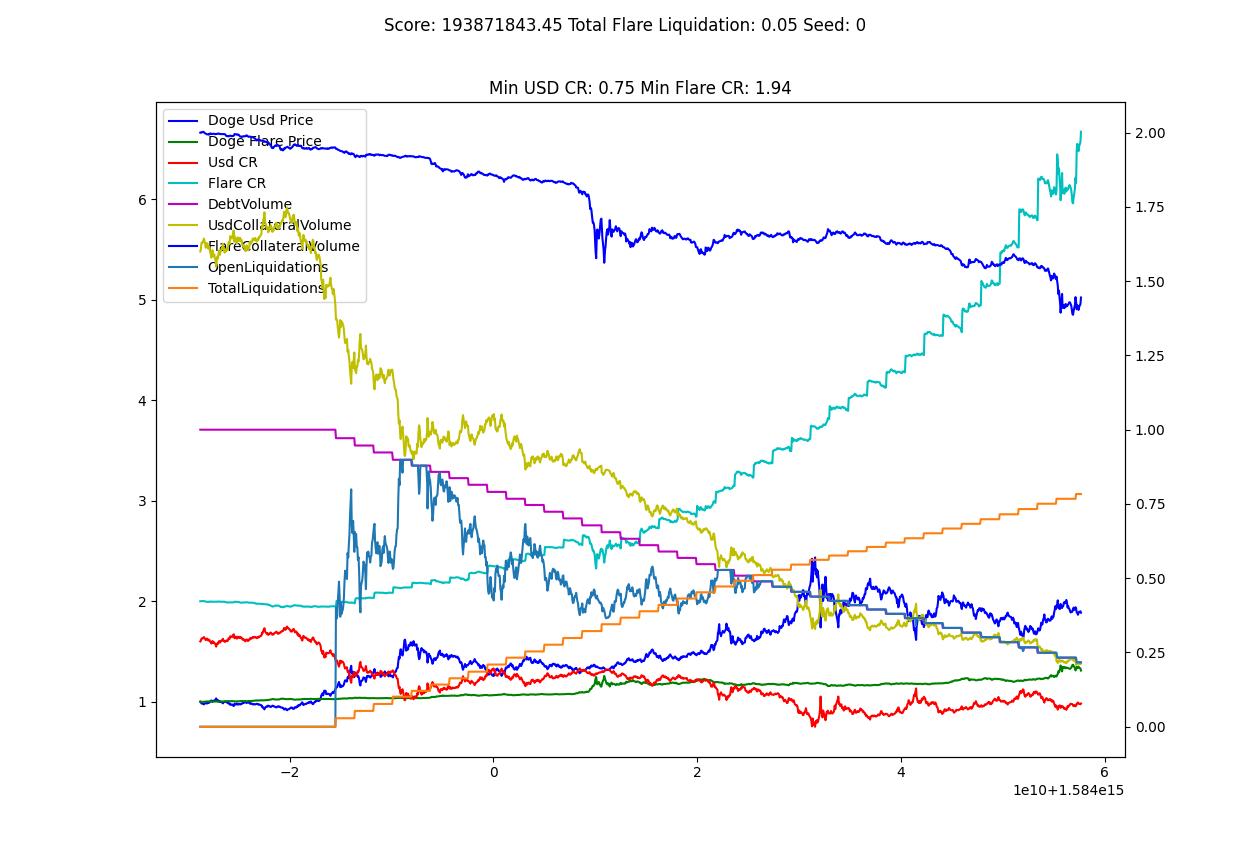 Score: 193871843.45 Total Flare Liquidation: 0.05 Seed: 0
Min USD CR: 0.75 Min Flare CR: 1.94
Doge Usd Price
Doge Flare Price
Usd CR
Flare CR
DebtVolume
UsdCollateralVolume
FlareCollateralVolume
OpenLiquidations
TotalLiquidations
6
5
4
3
2
1
2.00
1.75
1.50
1.25
1.00
0.75
0.50
0.25
0.00
−2
0
2
4
6
1e10+1.584e15